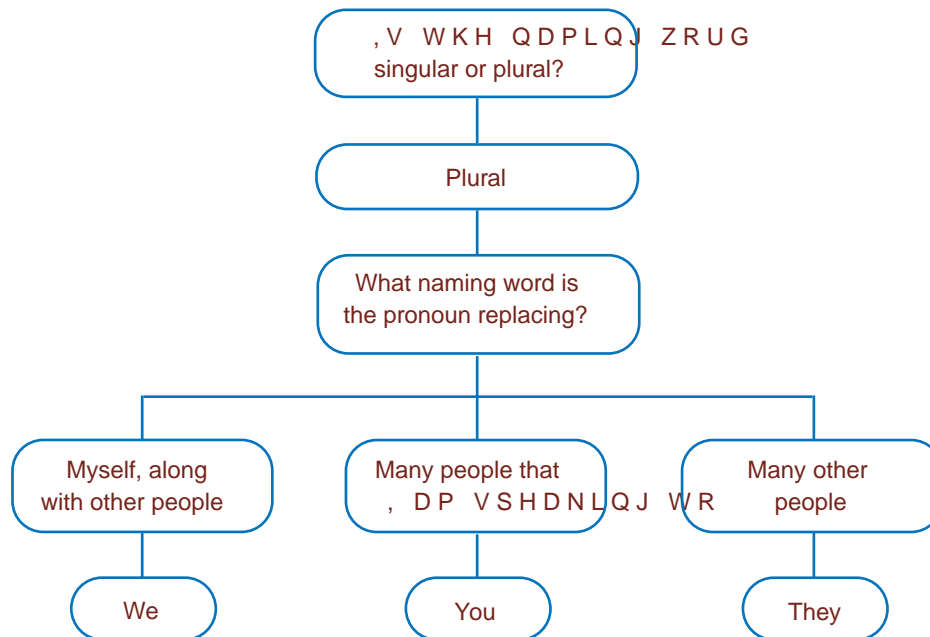 ,V WKH QDPLQJ ZRUG
singular or plural?
Plural
What naming word is
the pronoun replacing?
Myself, along
with other people
Many people that
, DP VSHDNLQJ WR
Many other
people
We
You
They